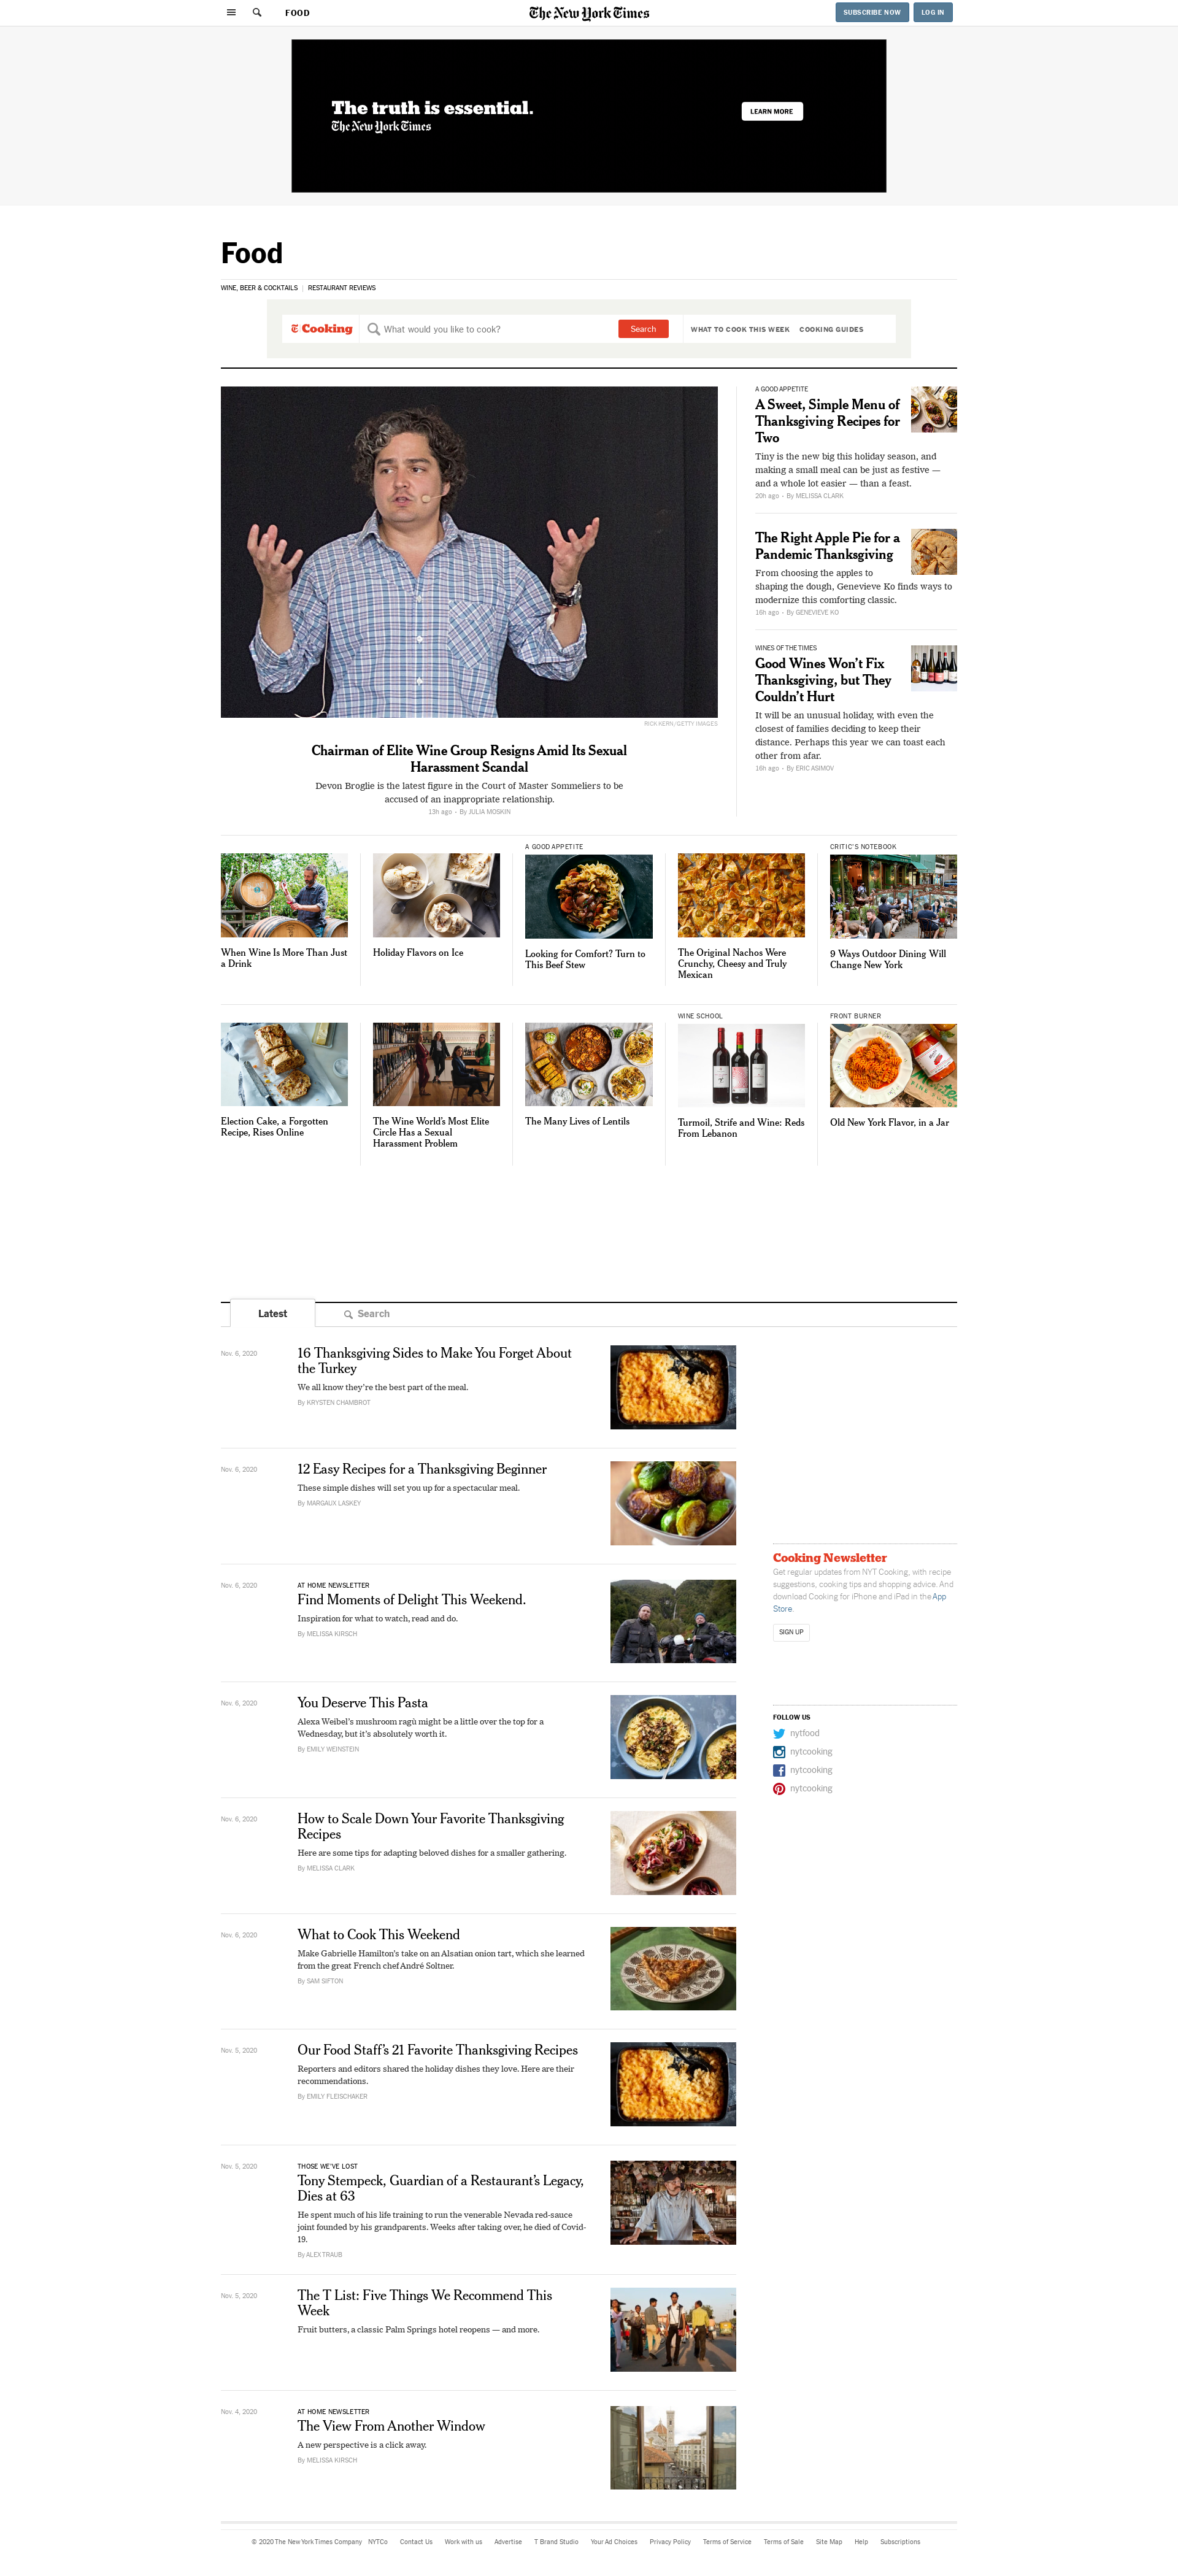 FOOD
The New York Times
SUBSCRIBE NOW
LOG IN
The truth is essential.
The New York Times
LEARN MORE
Food
WINE, BEER & COCKTAILS
RESTAURANT REVIEWS
Cooking
What would you like to cook?
Search
WHAT TO COOK THIS WEEK
COOKING GUIDES
RICK KERN/GETTY IMAGES
Chairman of Elite Wine Group Resigns Amid Its Sexual
Harassment Scandal
Devon Broglie is the latest figure in the Court of Master Sommeliers to be
accused of an inappropriate relationship.
13h ago • By JULIA MOSKIN
A GOOD APPETITE
A Sweet, Simple Menu of
Thanksgiving Recipes for
Two
Tiny is the new big this holiday season, and
making a small meal can be just as festive —
and a whole lot easier — than a feast.
20h ago • By MELISSA CLARK
The Right Apple Pie for a
Pandemic Thanksgiving
From choosing the apples to
shaping the dough, Genevieve Ko finds ways to
modernize this comforting classic.
16h ago • By GENEVIEVE KO
WINES OF THE TIMES
Good Wines Won’t Fix
Thanksgiving, but They
Couldn’t Hurt
It will be an unusual holiday, with even the
closest of families deciding to keep their
distance. Perhaps this year we can toast each
other from afar.
16h ago • By ERIC ASIMOV
When Wine Is More Than Just
a Drink
Holiday Flavors on Ice
A GOOD APPETITE
Looking for Comfort? Turn to
This Beef Stew
The Original Nachos Were
Crunchy, Cheesy and Truly
Mexican
CRITIC’S NOTEBOOK
9 Ways Outdoor Dining Will
Change New York
Election Cake, a Forgotten
Recipe, Rises Online
The Wine World’s Most Elite
Circle Has a Sexual
Harassment Problem
The Many Lives of Lentils
WINE SCHOOL
Turmoil, Strife and Wine: Reds
From Lebanon
FRONT BURNER
Old New York Flavor, in a Jar
Latest
Search
Nov. 6, 2020
16 Thanksgiving Sides to Make You Forget About
the Turkey
We all know they’re the best part of the meal.
By KRYSTEN CHAMBROT
Nov. 6, 2020
12 Easy Recipes for a Thanksgiving Beginner
These simple dishes will set you up for a spectacular meal.
By MARGAUX LASKEY
Nov. 6, 2020
AT HOME NEWSLETTER
Find Moments of Delight This Weekend.
Inspiration for what to watch, read and do.
By MELISSA KIRSCH
Nov. 6, 2020
You Deserve This Pasta
Alexa Weibel’s mushroom ragù might be a little over the top for a
Wednesday, but it’s absolutely worth it.
By EMILY WEINSTEIN
Nov. 6, 2020
How to Scale Down Your Favorite Thanksgiving
Recipes
Here are some tips for adapting beloved dishes for a smaller gathering.
By MELISSA CLARK
Nov. 6, 2020
What to Cook This Weekend
Make Gabrielle Hamilton’s take on an Alsatian onion tart, which she learned
from the great French chef André Soltner.
By SAM SIFTON
Nov. 5, 2020
Our Food Staff’s 21 Favorite Thanksgiving Recipes
Reporters and editors shared the holiday dishes they love. Here are their
recommendations.
By EMILY FLEISCHAKER
Nov. 5, 2020
THOSE WE’VE LOST
Tony Stempeck, Guardian of a Restaurant’s Legacy,
Dies at 63
He spent much of his life training to run the venerable Nevada red-sauce
joint founded by his grandparents. Weeks after taking over, he died of Covid-
19.
By ALEX TRAUB
Nov. 5, 2020
The T List: Five Things We Recommend This
Week
Fruit butters, a classic Palm Springs hotel reopens — and more.
Nov. 4, 2020
AT HOME NEWSLETTER
The View From Another Window
A new perspective is a click away.
By MELISSA KIRSCH
Cooking Newsletter
Get regular updates from NYT Cooking, with recipe
suggestions, cooking tips and shopping advice. And
download Cooking for iPhone and iPad in the App
Store.
SIGN UP
FOLLOW US
nytfood
nytcooking
nytcooking
nytcooking
© 2020 The New York Times Company
NYTCo
Contact Us
Work with us
Advertise
T Brand Studio
Your Ad Choices
Privacy Policy
Terms of Service
Terms of Sale
Site Map
Help
Subscriptions